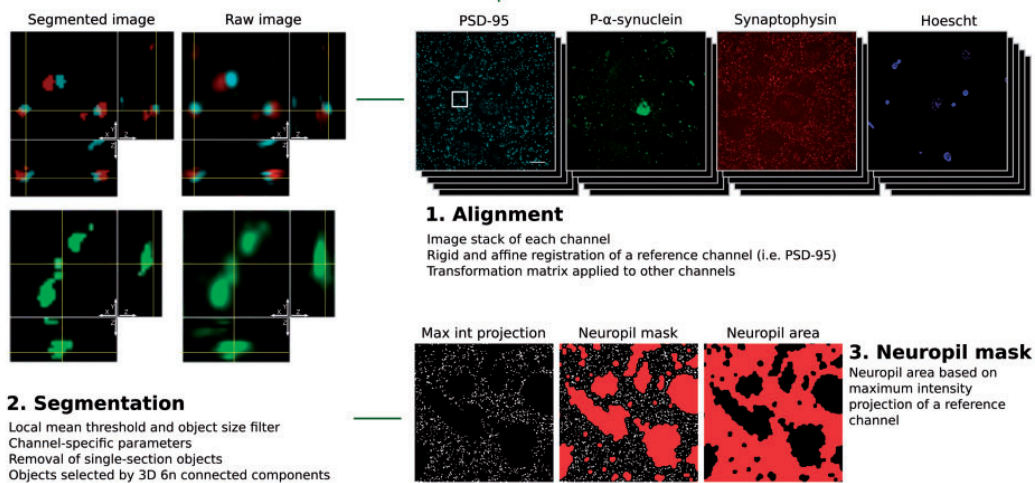 Segmented image
Raw image
PSD-95
P-α-synuclein
Synaptophysin
Hoescht
1. Alignment
Image stack of each channel
Rigid and affine registration of a reference channel (i.e. PSD-95)
Transformation matrix applied to other channels
2. Segmentation
Local mean threshold and object size filter
Channel-specific parameters
Removal of single-section objects
Objects selected by 3D 6n connected components
Max int projection
Neuropil mask
Neuropil area
3. Neuropil mask
Neuropil area based on
maximum intensity
projection of a reference
channel